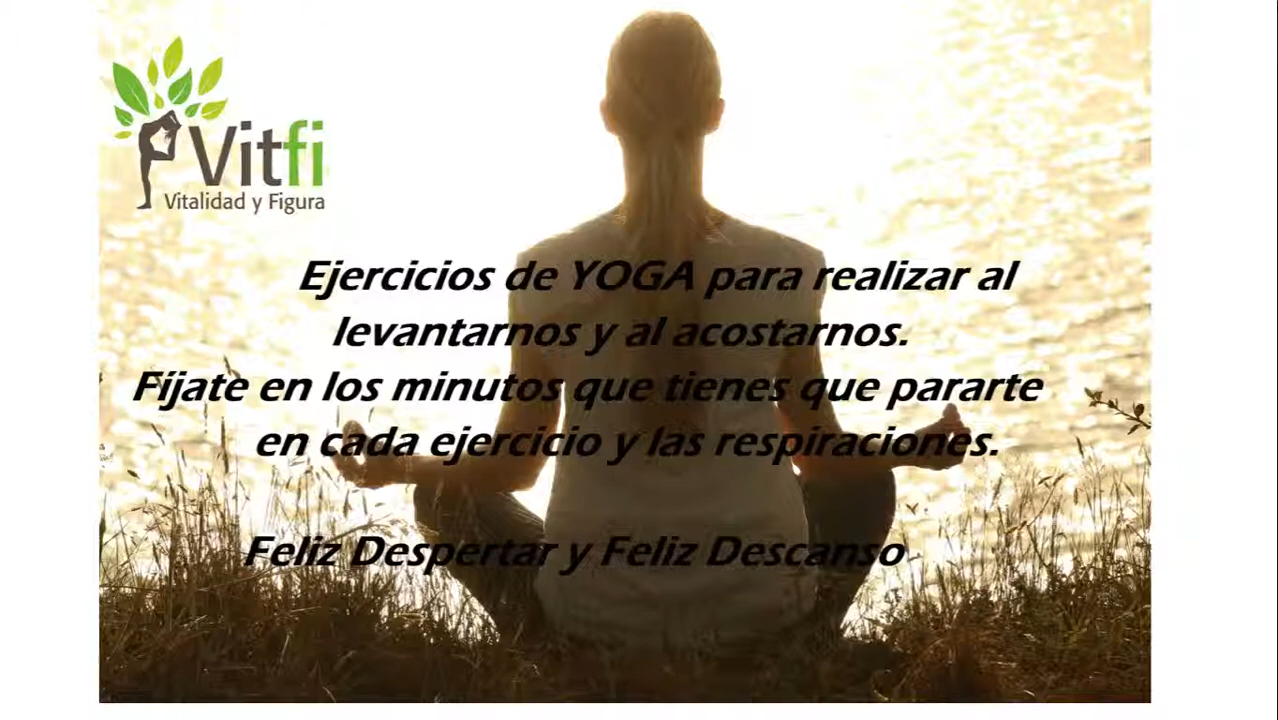 Vitfi
Vitalidad y Figura
Ejercicios de YOGA para realizar al
levantarnos y al acostarnos.
Fíjate en los minutos que tienes que pararte
en cada ejercicio y las respiraciones.
Feliz Despertar y Feliz Descanso